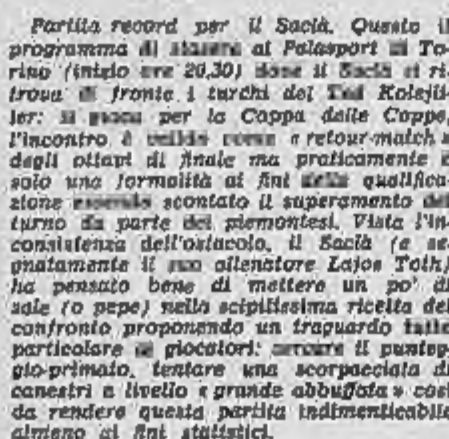 Partita record per il Sacià. Questo il
programma di stasera al Palasport di To-
rino (inizio ore 20,30) dove il Sacià si ri-
trova di fronte i turchi del Ted Kolejli-
ler: si gioca per la Coppa delle Coppe,
l'incontro è valido come « retour-match »
degli ottavi di finale ma praticamente è
solo una formalità ai fini della qualifica-
zione essendo scontato il superamento del
turno da parte dei piemontesi. Vista l'in-
consistenza dell'ostacolo, il Sacià (e se-
gnatamente il suo allenatore Lajos Toth)
ha pensato bene di mettere un po' di
sale (o pepe) nella scipitissima ricetta del
confronto proponendo un traguardo
particolare ai giocatori: il punteg-
gio-primato, tentare una scorpacciata di
canestri a livello « grande abbuffata » così
da rendere questa partita indimenticabile
almeno ai fini statistici.